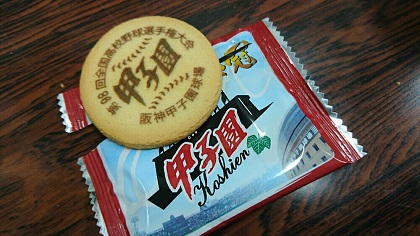 第98回全国高校野球選手権大会
甲子園
阪神甲子園球場
甲子園
Koshien